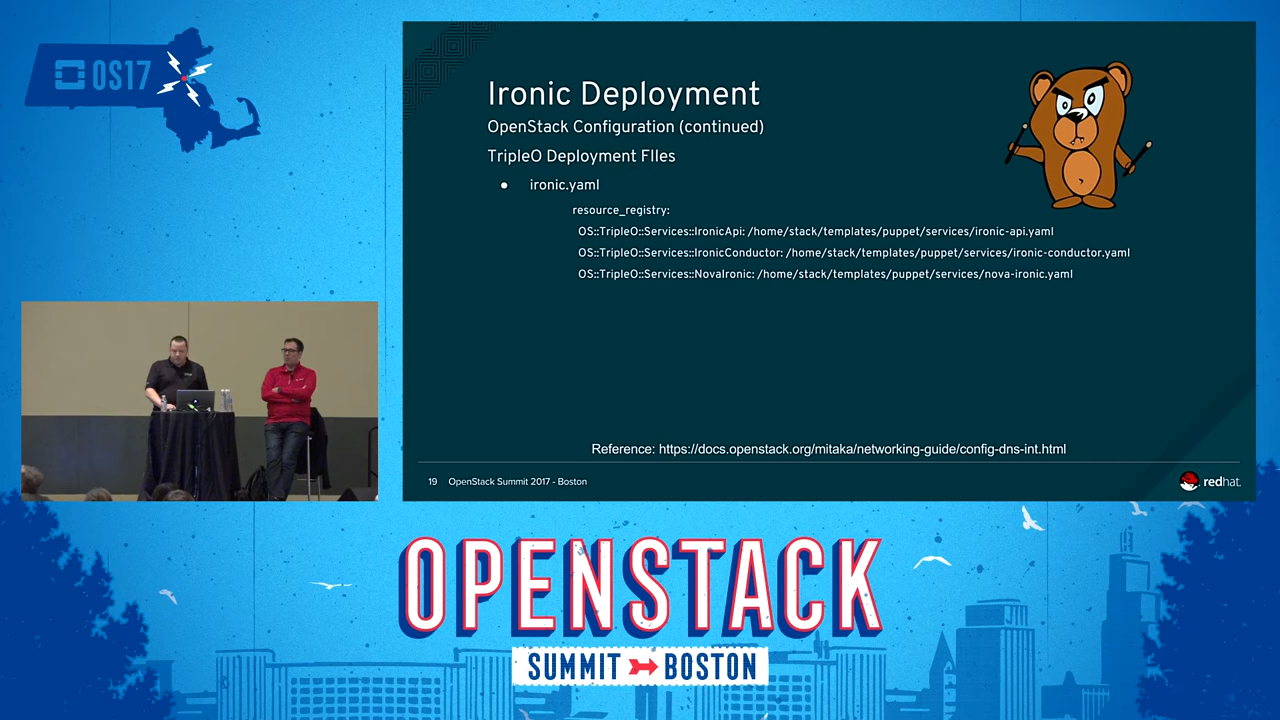 OS17
Ironic Deployment
OpenStack Configuration (continued)
TripleO Deployment FIles
● ironic.yaml
resource_registry:
OS::TripleO::Services::IronicApi: /home/stack/templates/puppet/services/ironic-api.yaml
OS::TripleO::Services::IronicConductor: /home/stack/templates/puppet/services/ironic-conductor.yaml
OS::TripleO::Services::NovaIronic: /home/stack/templates/puppet/services/nova-ironic.yaml
Reference: https://docs.openstack.org/mitaka/networking-guide/config-dns-int.html
19 OpenStack Summit 2017 - Boston
redhat.
OPENSTACK
SUMMIT BOSTON